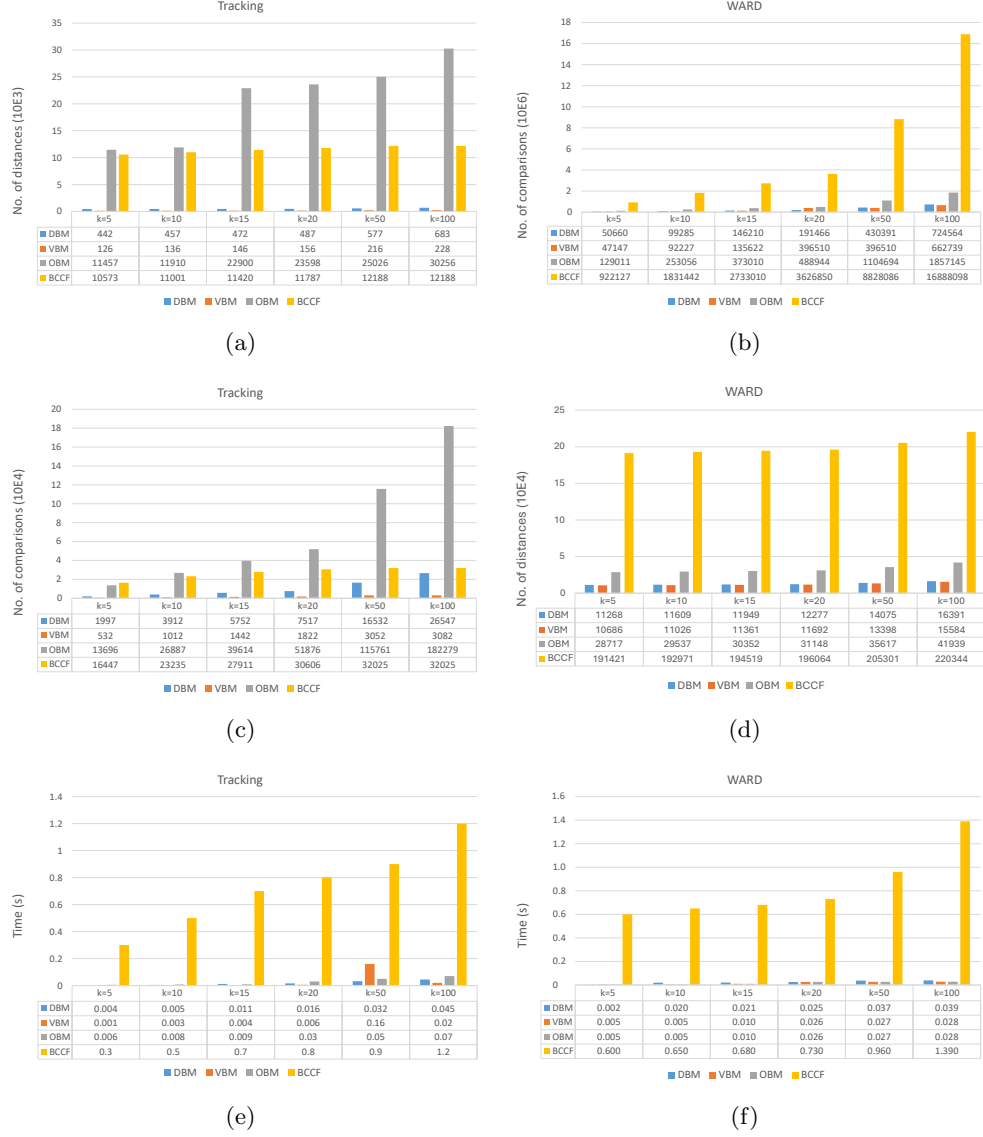 Tracking
No. of distances (10E3)
35
30
25
20
15
10
5
0
k=5 k=10 k=15 k=20 k=50 k=100
DBM 442 457 472 487 577 683
VBM 126 136 146 156 216 228
OBM 11457 11910 22900 23598 25026 30256
BCCF 10573 11001 11420 11787 12188 12188
DBM VBM OBM BCCF
(a)
WARD
No. of comparisons (10E6)
18
16
14
12
10
8
6
4
2
0
k=5 k=10 k=15 k=20 k=50 k=100
DBM 50660 99285 146210 191466 430391 724564
VBM 47147 92227 135622 396510 396510 662739
OBM 129011 253056 373010 488944 1104694 1857145
BCCF 922127 1831442 2733010 3626850 8828086 16888098
DBM VBM OBM BCCF
(b)
Tracking
No. of comparisons (10E4)
20
18
16
14
12
10
8
6
4
2
0
k=5 k=10 k=15 k=20 k=50 k=100
DBM 1997 3912 5752 7517 16532 26547
VBM 532 1012 1442 1822 3052 3082
OBM 13696 26887 39614 51876 115761 182279
BCCF 16447 23235 27911 30606 32025 32025
DBM VBM OBM BCCF
(c)
WARD
No. of distances (10E4)
25
20
15
10
5
0
k=5 k=10 k=15 k=20 k=50 k=100
DBM 11268 11609 11949 12277 14075 16391
VBM 10686 11026 11361 11692 13398 15584
OBM 28717 29537 30352 31148 35617 41939
BCCF 191421 192971 194519 196064 205301 220344
DBM VBM OBM BCCF
(d)
Tracking
Time (s)
1.4
1.2
1
0.8
0.6
0.4
0.2
0
k=5 k=10 k=15 k=20 k=50 k=100
DBM 0.004 0.005 0.011 0.016 0.032 0.045
VBM 0.001 0.003 0.004 0.006 0.16 0.02
OBM 0.006 0.008 0.009 0.03 0.05 0.07
BCCF 0.3 0.5 0.7 0.8 0.9 1.2
DBM VBM OBM BCCF
(e)
WARD
Time (s)
1.6
1.4
1.2
1
0.8
0.6
0.4
0.2
0
k=5 k=10 k=15 k=20 k=50 k=100
DBM 0.002 0.020 0.021 0.025 0.037 0.039
VBM 0.005 0.005 0.010 0.026 0.027 0.028
OBM 0.005 0.005 0.010 0.026 0.027 0.028
BCCF 0.600 0.650 0.680 0.730 0.960 1.390
DBM VBM OBM BCCF
(f)